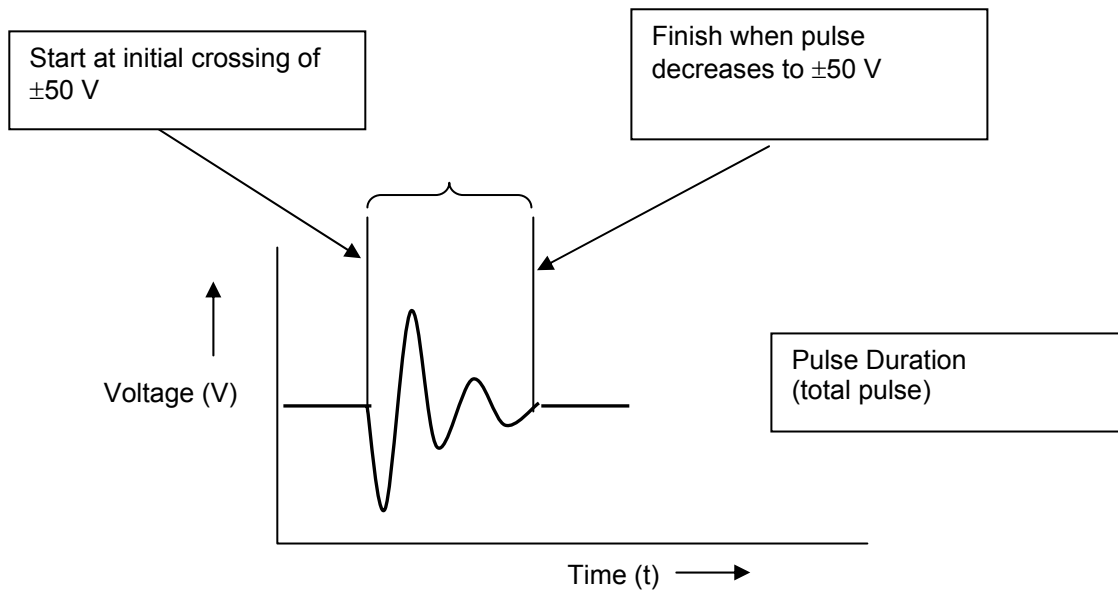 Start at initial crossing of
±50 V
Finish when pulse
decreases to ±50 V
Voltage (V)
Pulse Duration
(total pulse)
Time (t)